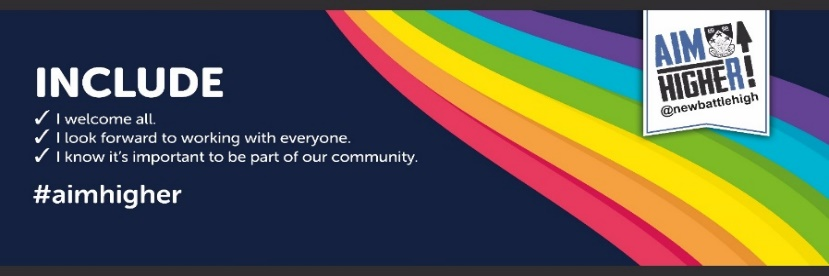 INCLUDE
✓ I welcome all.
✓ I look forward to working with everyone.
✓ I know it's important to be part of our community.
#aimhigher
AIM
HIGHER!
@newbattlehigh